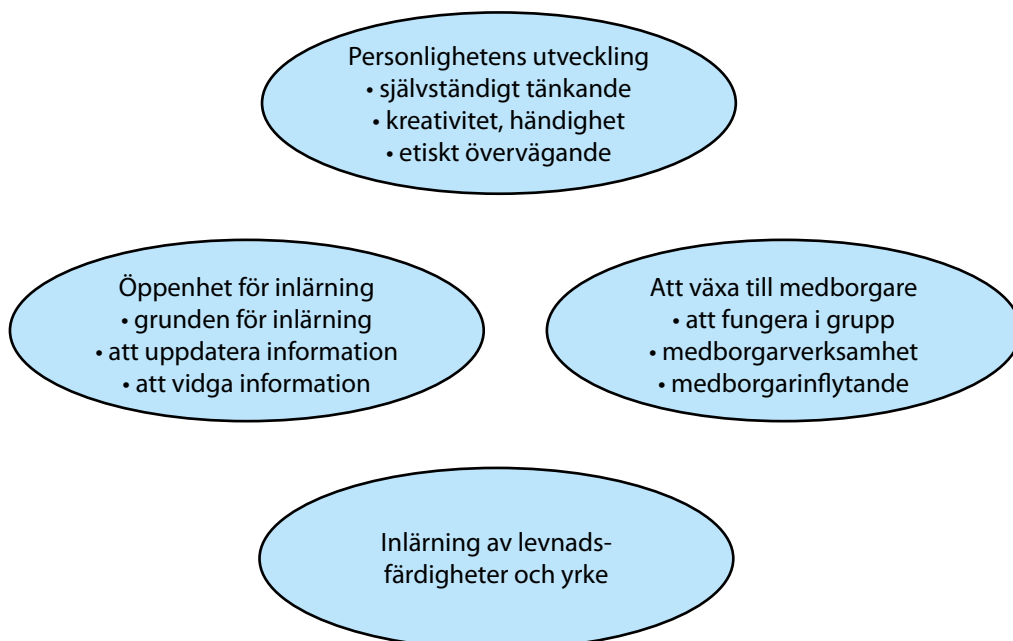 Personlighetens utveckling
• självständigt tänkande
• kreativitet, händighet
• etiskt övervägande
Öppenhet för inlärning
• grunden för inlärning
• att uppdatera information
• att vidga information
Att växa till medborgare
• att fungera i grupp
• medborgarverksamhet
• medborgarinflytande
Inlärning av levnads-
färdigheter och yrke